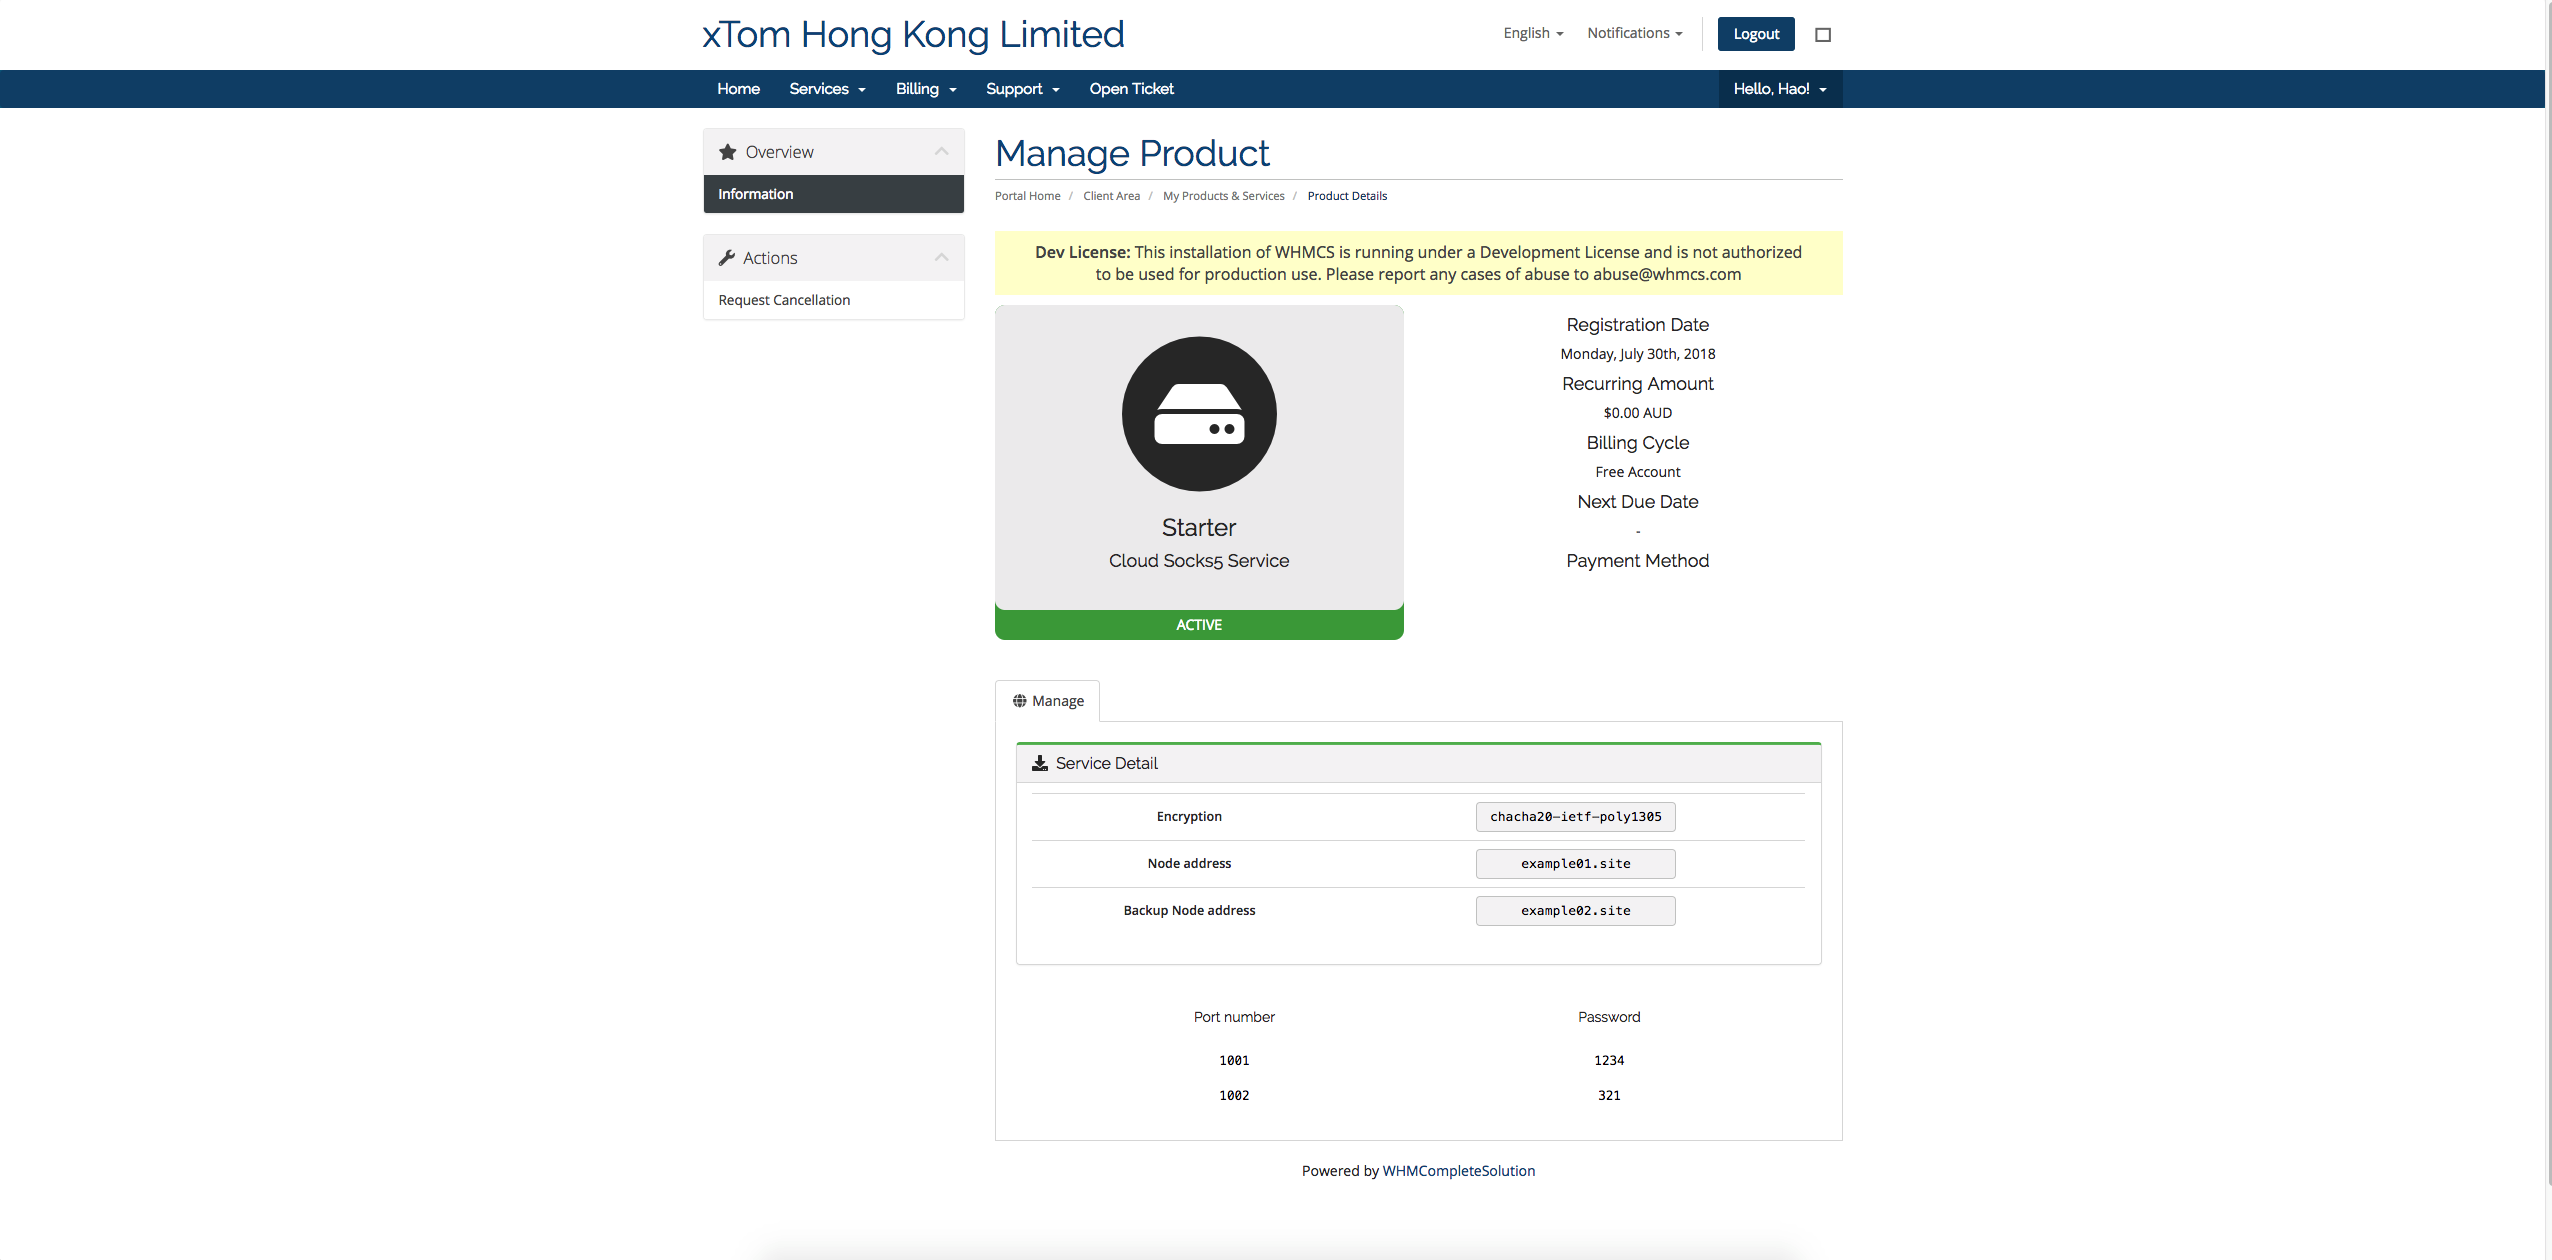 xTom Hong Kong Limited
English
Notifications
Logout
Home
Services
Billing
Support
Open Ticket
Hello, Hao!
Overview
Information
Actions
Request Cancellation
Manage Product
Portal Home / Client Area / My Products & Services / Product Details
Dev License: This installation of WHMCS is running under a Development License and is not authorized
to be used for production use. Please report any cases of abuse to abuse@whmcs.com
Starter
Cloud Socks5 Service
ACTIVE
Registration Date
Monday, July 30th, 2018
Recurring Amount
$0.00 AUD
Billing Cycle
Free Account
Next Due Date
-
Payment Method
Manage
Service Detail
Encryption chacha20-ietf-poly1305
Node address example01.site
Backup Node address example02.site
Port number Password
1001 1234
1002 321
Powered by WHMCompleteSolution